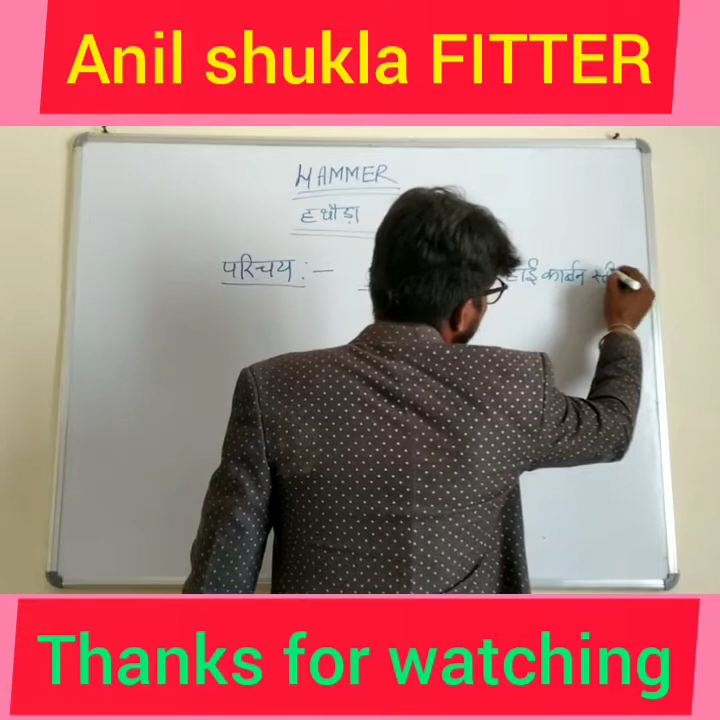 Anil shukla FITTER
HAMMER
हथौड़ा
परिचय :- हाई कार्बन
Thanks for watching